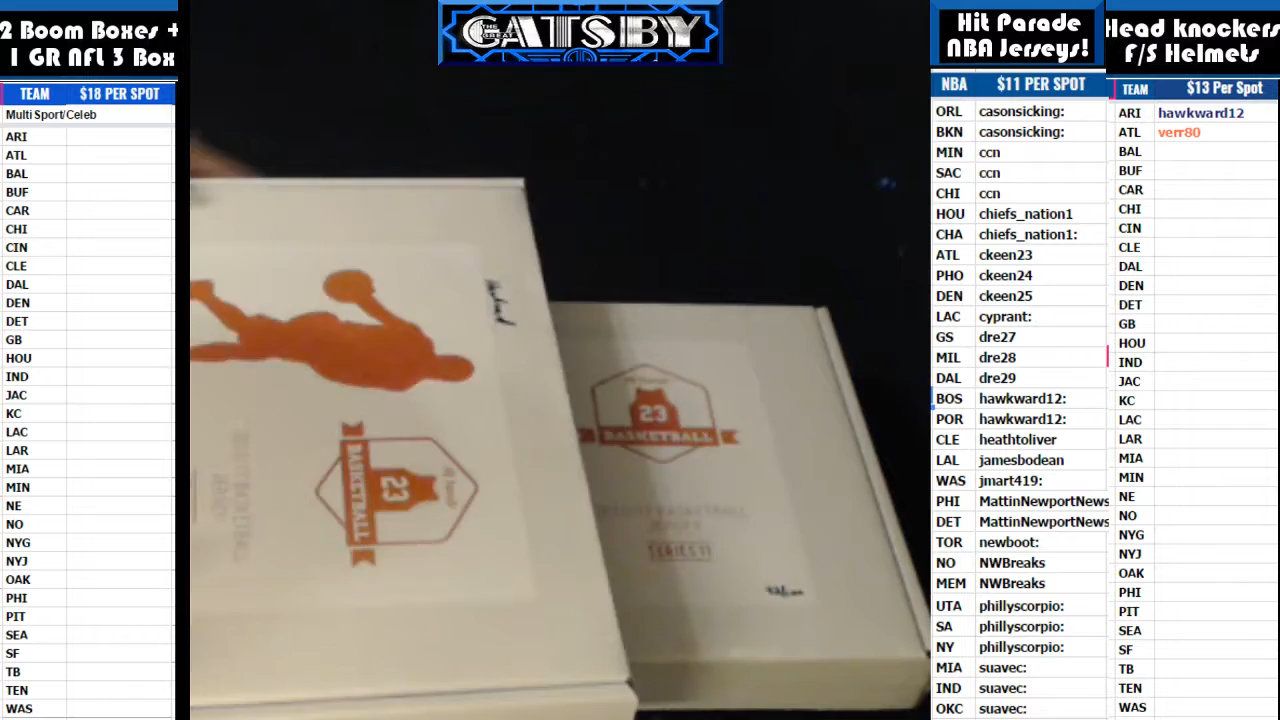 2 Boom Boxes +
1 GR NFL 3 Box
TEAM $18 PER SPOT
Multi Sport/Celeb
ARI
ATL
BAL
BUF
CAR
CHI
CIN
CLE
DAL
DEN
DET
GB
HOU
IND
JAC
KC
LAC
LAR
MIA
MIN
NE
NO
NYG
NYJ
OAK
PHI
PIT
SEA
SF
TB
TEN
WAS
THE GREAT
GATSBY
23
BASKETBALL
23
BASKETBALL
SERIES 11
Hit Parade
NBA Jerseys!
NBA $11 PER SPOT
ORL casonsicking:
BKN casonsicking:
MIN ccn
SAC ccn
CHI ccn
HOU chiefs_nation1
CHA chiefs_nation1:
ATL ckeen23
PHO ckeen24
DEN ckeen25
LAC cyprant:
GS dre27
MIL dre28
DAL dre29
BOS hawkward12:
POR hawkward12:
CLE heathtoliver
LAL jamesbodean
WAS jmart419:
PHI MattinNewportNews
DET MattinNewportNews
TOR newboot:
NO NWBreaks
MEM NWBreaks
UTA phillyscorpio:
SA phillyscorpio:
NY phillyscorpio:
MIA suavec:
IND suavec:
OKC suavec:
Head knockers
F/S Helmets
TEAM $13 Per Spot
ARI hawkward12
ATL verr80
BAL
BUF
CAR
CHI
CIN
CLE
DAL
DEN
DET
GB
HOU
IND
JAC
KC
LAC
LAR
MIA
MIN
NE
NO
NYG
NYJ
OAK
PHI
PIT
SEA
SF
TB
TEN
WAS